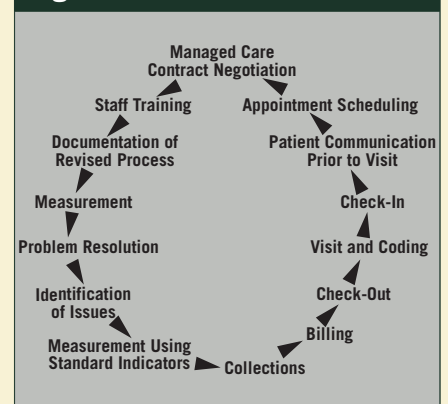 Managed Care
Contract Negotiation
Staff Training
Appointment Scheduling
Documentation of
Revised Process
Patient Communication
Prior to Visit
Measurement
Check-In
Problem Resolution
Visit and Coding
Identification
of Issues
Check-Out
Billing
Measurement Using
Standard Indicators
Collections